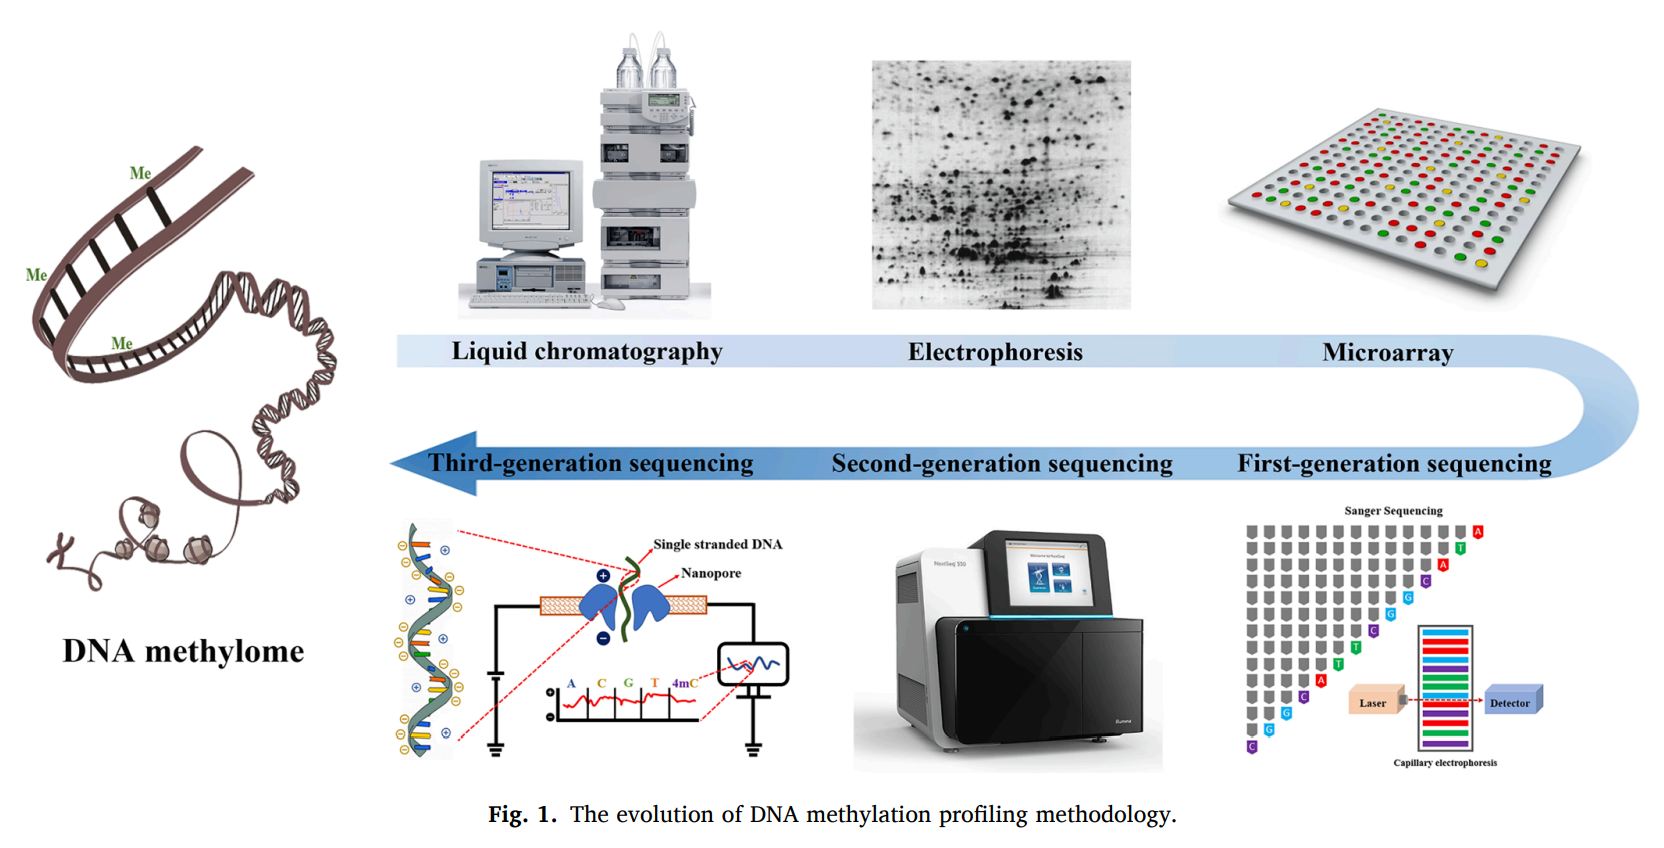 Me
Me
Me
DNA methylome
Liquid chromatography
Electrophoresis
Microarray
Third-generation sequencing
Second-generation sequencing
First-generation sequencing
Single stranded DNA
Nanopore
A C G T 4mC
illumina
Sanger Sequencing
A
T
A
C
G
G
C
T
T
A
C
G
G
C
Laser
Detector
Capillary electrophoresis
Fig. 1. The evolution of DNA methylation profiling methodology.